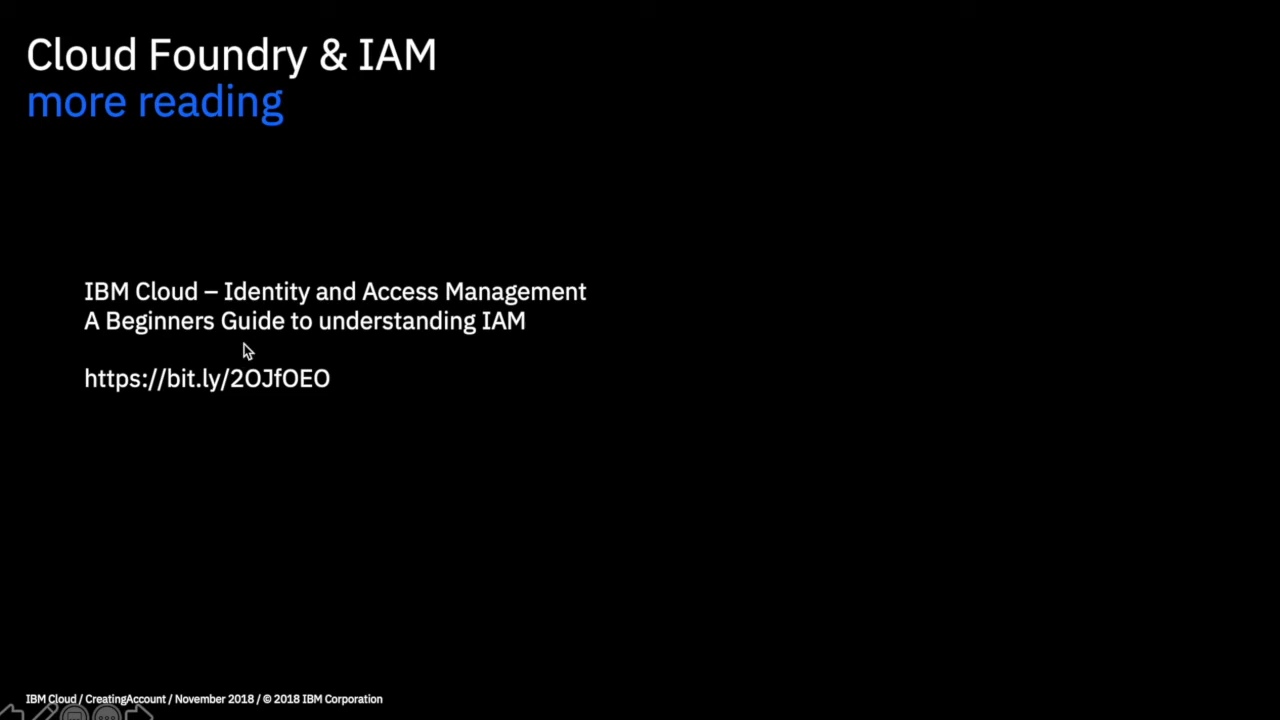 Cloud Foundry & IAM
more reading
IBM Cloud – Identity and Access Management
A Beginners Guide to understanding IAM
https://bit.ly/2OJfOEO
IBM Cloud / CreatingAccount / November 2018 / © 2018 IBM Corporation